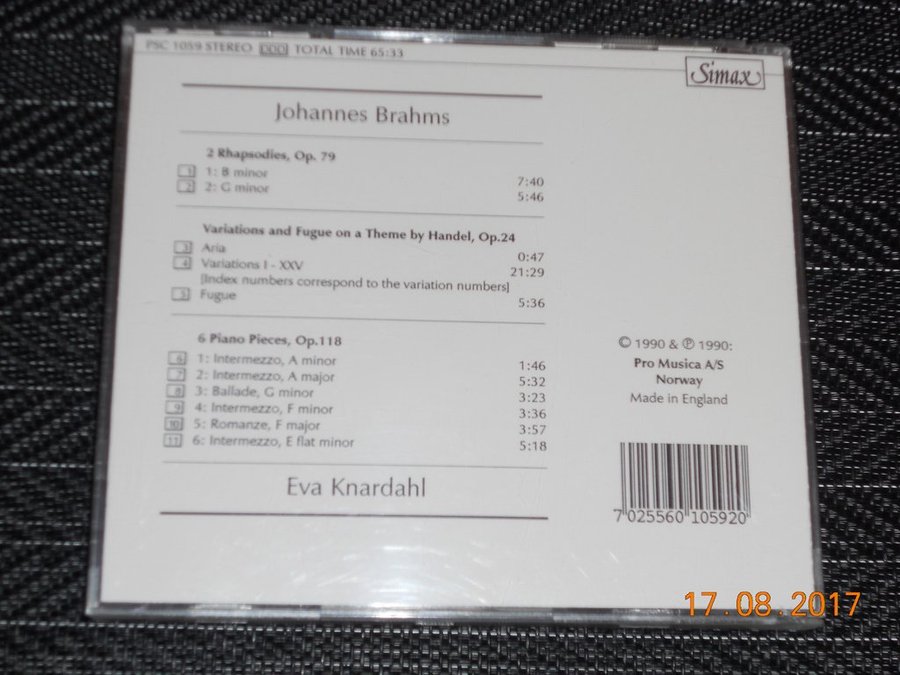 PSC 1059 STEREO DDD TOTAL TIME 65:33
Simax
Johannes Brahms
2 Rhapsodies, Op. 79
1 1: B minor 7:40
2 2: G minor 5:46
Variations and Fugue on a Theme by Handel, Op.24
3 Aria 0:47
4 Variations I - XXV 21:29
[Index numbers correspond to the variation numbers]
5 Fugue 5:36
6 Piano Pieces, Op.118
6 1: Intermezzo, A minor 1:46
7 2: Intermezzo, A major 5:32
8 3: Ballade, G minor 3:23
9 4: Intermezzo, F minor 3:36
10 5: Romanze, F major 3:57
11 6: Intermezzo, E flat minor 5:18
Eva Knardahl
© 1990 & ℗ 1990:
Pro Musica A/S
Norway
Made in England
7 025560 105920
17.08.2017